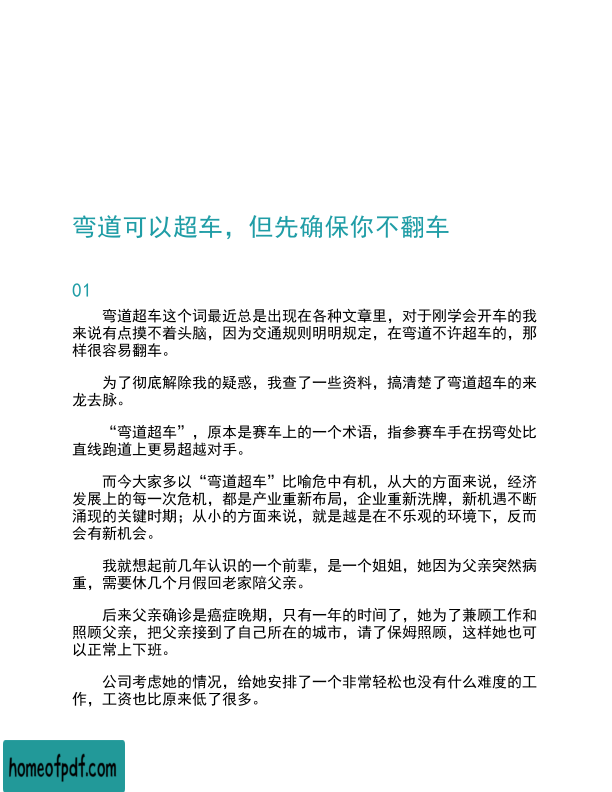 弯道可以超车，但先确保你不翻车
01
弯道超车这个词最近总是出现在各种文章里，对于刚学会开车的我
来说有点摸不着头脑，因为交通规则明明规定，在弯道不许超车的，那
样很容易翻车。
为了彻底解除我的疑惑，我查了一些资料，搞清楚了弯道超车的来
龙去脉。
“弯道超车”，原本是赛车上的一个术语，指参赛车手在拐弯处比
直线跑道上更易超越对手。
而今大家多以“弯道超车”比喻危中有机，从大的方面来说，经济
发展上的每一次危机，都是产业重新布局，企业重新洗牌，新机遇不断
涌现的关键时期；从小的方面来说，就是越是在不乐观的环境下，反而
会有新机会。
我就想起前几年认识的一个前辈，是一个姐姐，她因为父亲突然病
重，需要休几个月假回老家陪父亲。
后来父亲确诊是癌症晚期，只有一年的时间了，她为了兼顾工作和
照顾父亲，把父亲接到了自己所在的城市，请了保姆照顾，这样她也可
以正常上下班。
公司考虑她的情况，给她安排了一个非常轻松也没有什么难度的工
作，工资也比原来低了很多。
homeofpdf.com